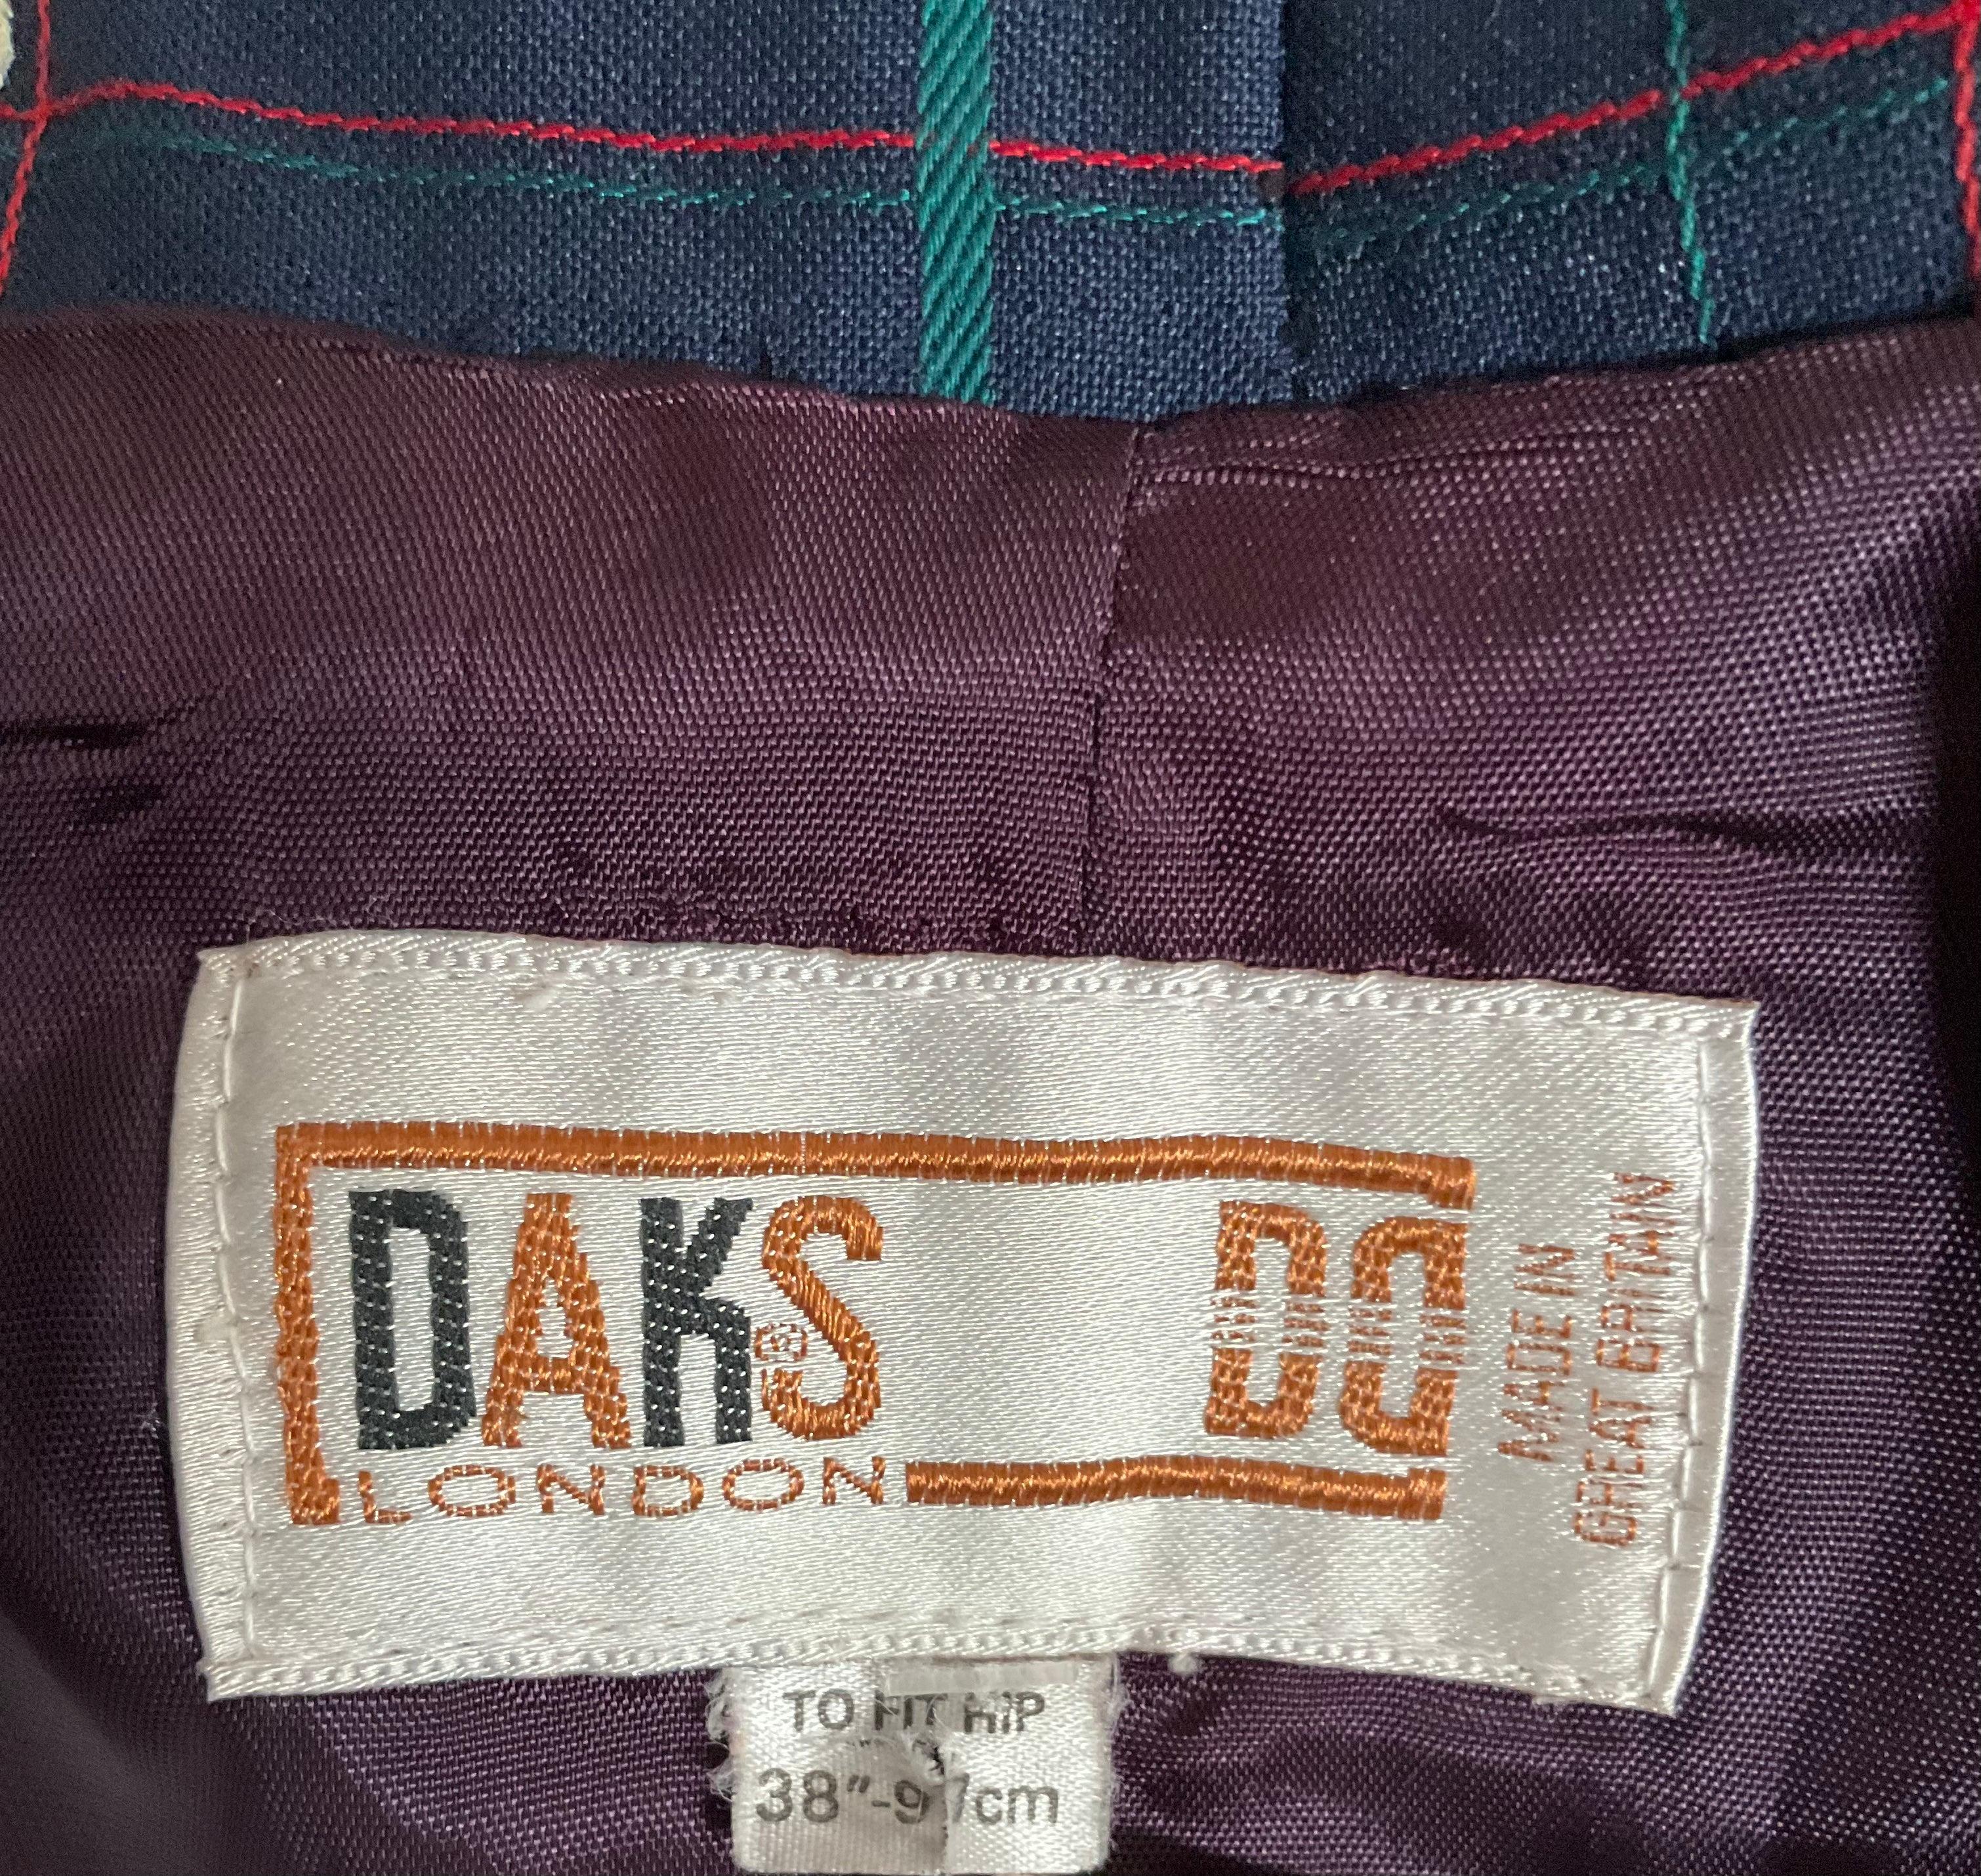 DAKS®
LONDON
DD
MADE IN
GREAT BRITAIN
TO FIT HIP
38"-97cm